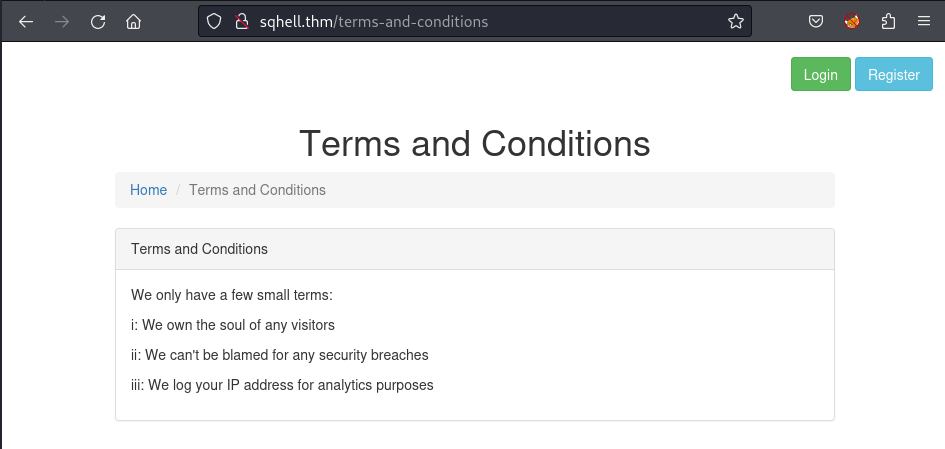 sqhell.thm/terms-and-conditions
Login Register
Terms and Conditions
Home / Terms and Conditions
Terms and Conditions
We only have a few small terms:
i: We own the soul of any visitors
ii: We can't be blamed for any security breaches
iii: We log your IP address for analytics purposes